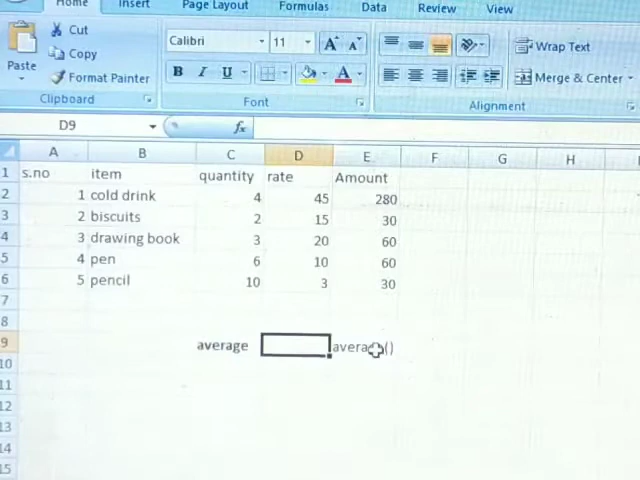 Home Insert Page Layout Formulas Data Review View
Cut
Copy
Format Painter
Paste
Clipboard
Calibri 11 A A
B I U A
Font
Wrap Text
Merge & Center
Alignment
D9 fx
A B C D E F G H
1 s.no item quantity rate Amount
2 1 cold drink 4 45 280
3 2 biscuits 2 15 30
4 3 drawing book 3 20 60
5 4 pen 6 10 60
6 5 pencil 10 3 30
7
8
9 average avera ()
10
11
12
13
14
15